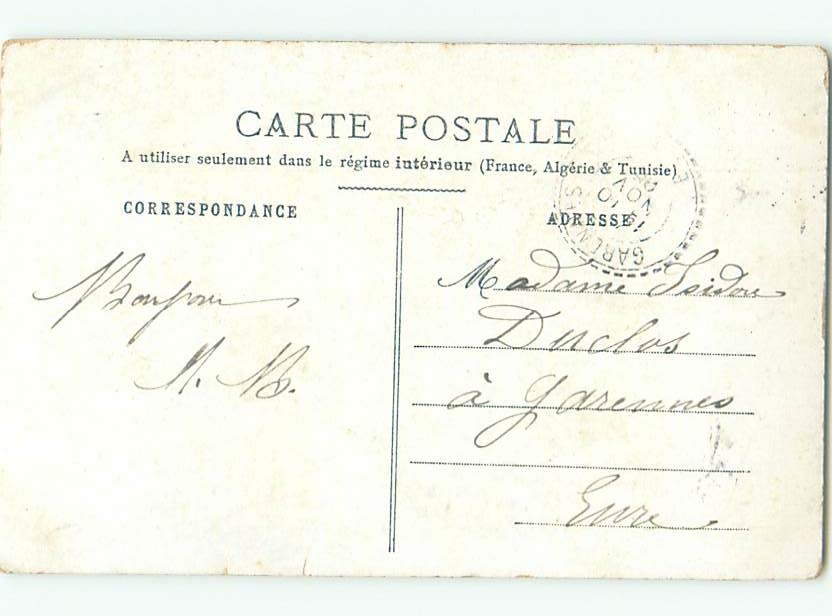 CARTE POSTALE
A utiliser seulement dans le régime intérieur (France, Algérie & Tunisie)
CORRESPONDANCE
Bonjour
M. B.
ADRESSE
Madame Isidore
Duclos
à Garennes
Eure
GARENNES